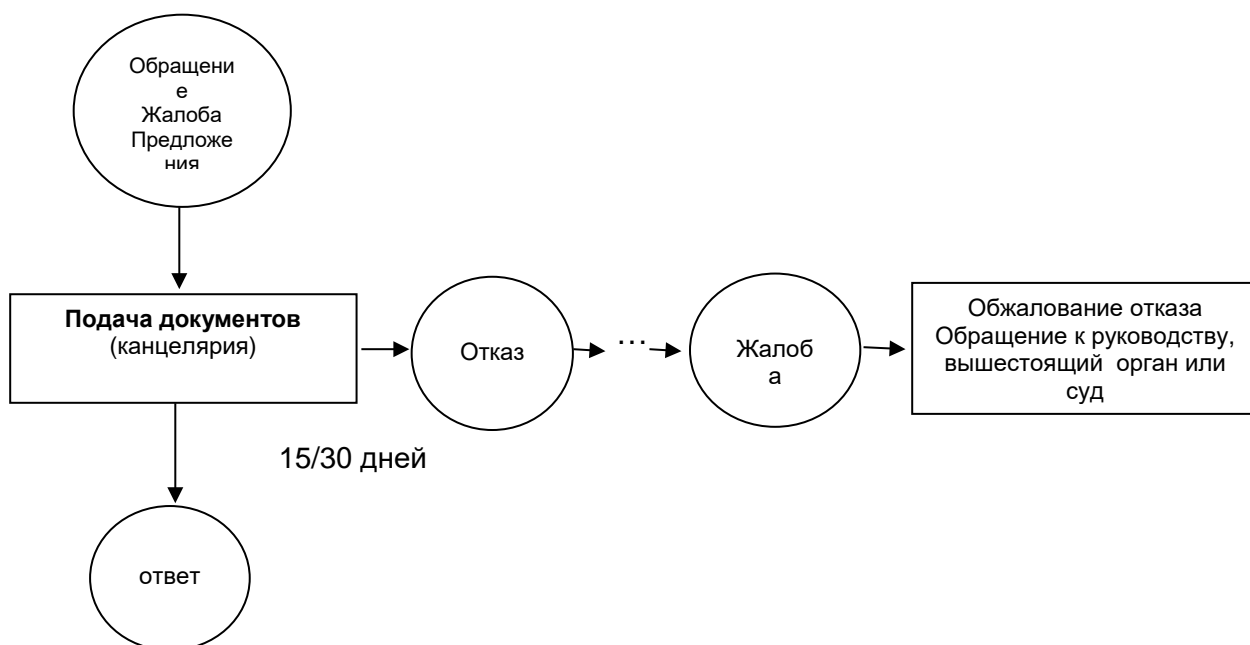 Обращени
е
Жалоба
Предложе
ния
Подача документов
(канцелярия)
Отказ
...
Жалоб
а
Обжалование отказа
Обращение к руководству,
вышестоящий орган или
суд
15/30 дней
ответ